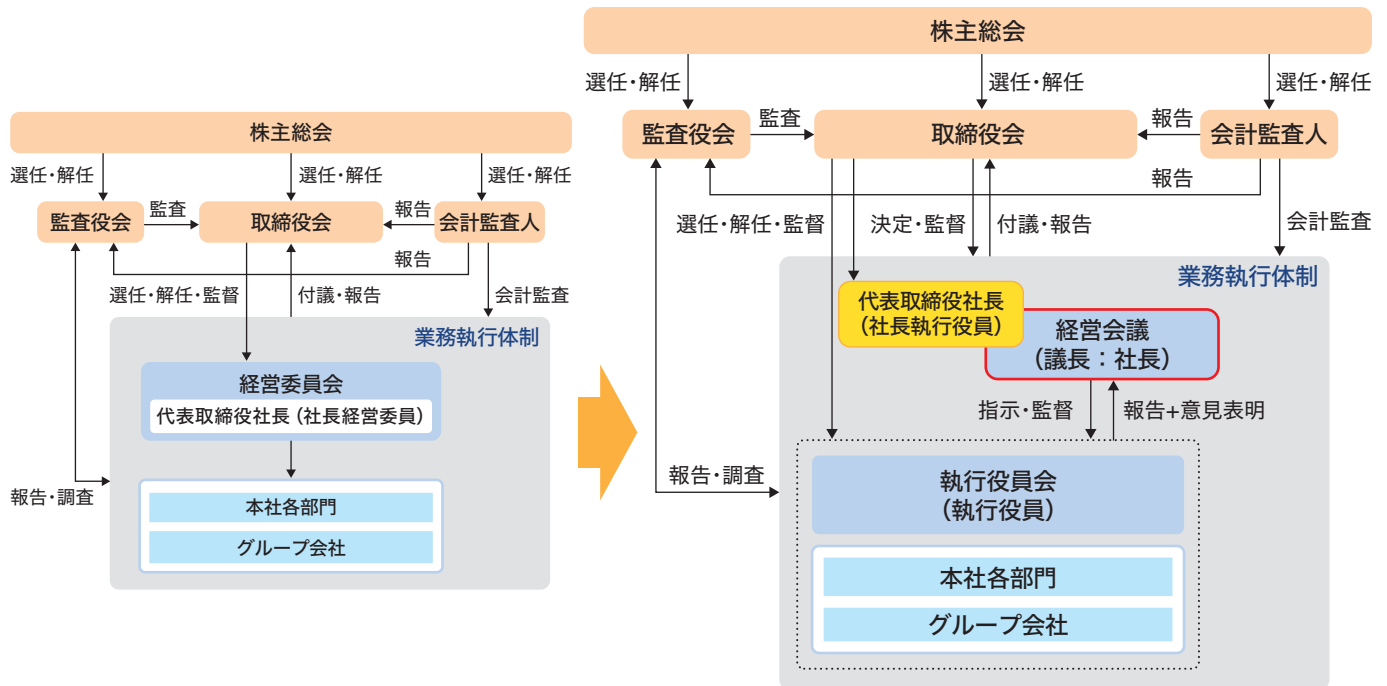 株主総会
選任・解任
選任・解任
選任・解任
監査役会
監査
取締役会
報告
会計監査人
報告
選任・解任・監督
付議・報告
会計監査
業務執行体制
経営委員会
代表取締役社長（社長経営委員）
報告・調査
本社各部門
グループ会社
株主総会
選任・解任
選任・解任
選任・解任
監査役会
監査
取締役会
報告
会計監査人
報告
選任・解任・監督
決定・監督
付議・報告
会計監査
業務執行体制
代表取締役社長
（社長執行役員）
経営会議
（議長：社長）
指示・監督
報告+意見表明
報告・調査
執行役員会
（執行役員）
本社各部門
グループ会社